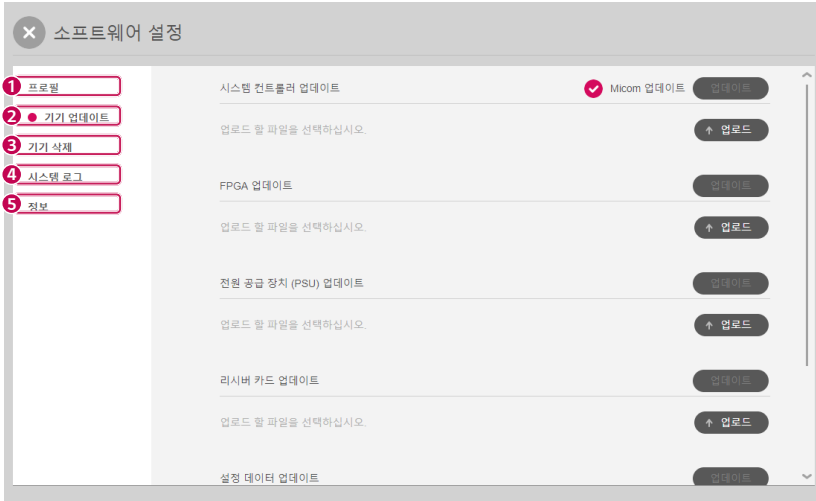 소프트웨어 설정
1 프로필
2 기기 업데이트
3 기기 삭제
4 시스템 로그
5 정보
시스템 컨트롤러 업데이트 Micom 업데이트 업데이트
업로드 할 파일을 선택하십시오. 업로드
FPGA 업데이트 업데이트
업로드 할 파일을 선택하십시오. 업로드
전원 공급 장치 (PSU) 업데이트 업데이트
업로드 할 파일을 선택하십시오. 업로드
리시버 카드 업데이트 업데이트
업로드 할 파일을 선택하십시오. 업로드
설정 데이터 업데이트 업데이트